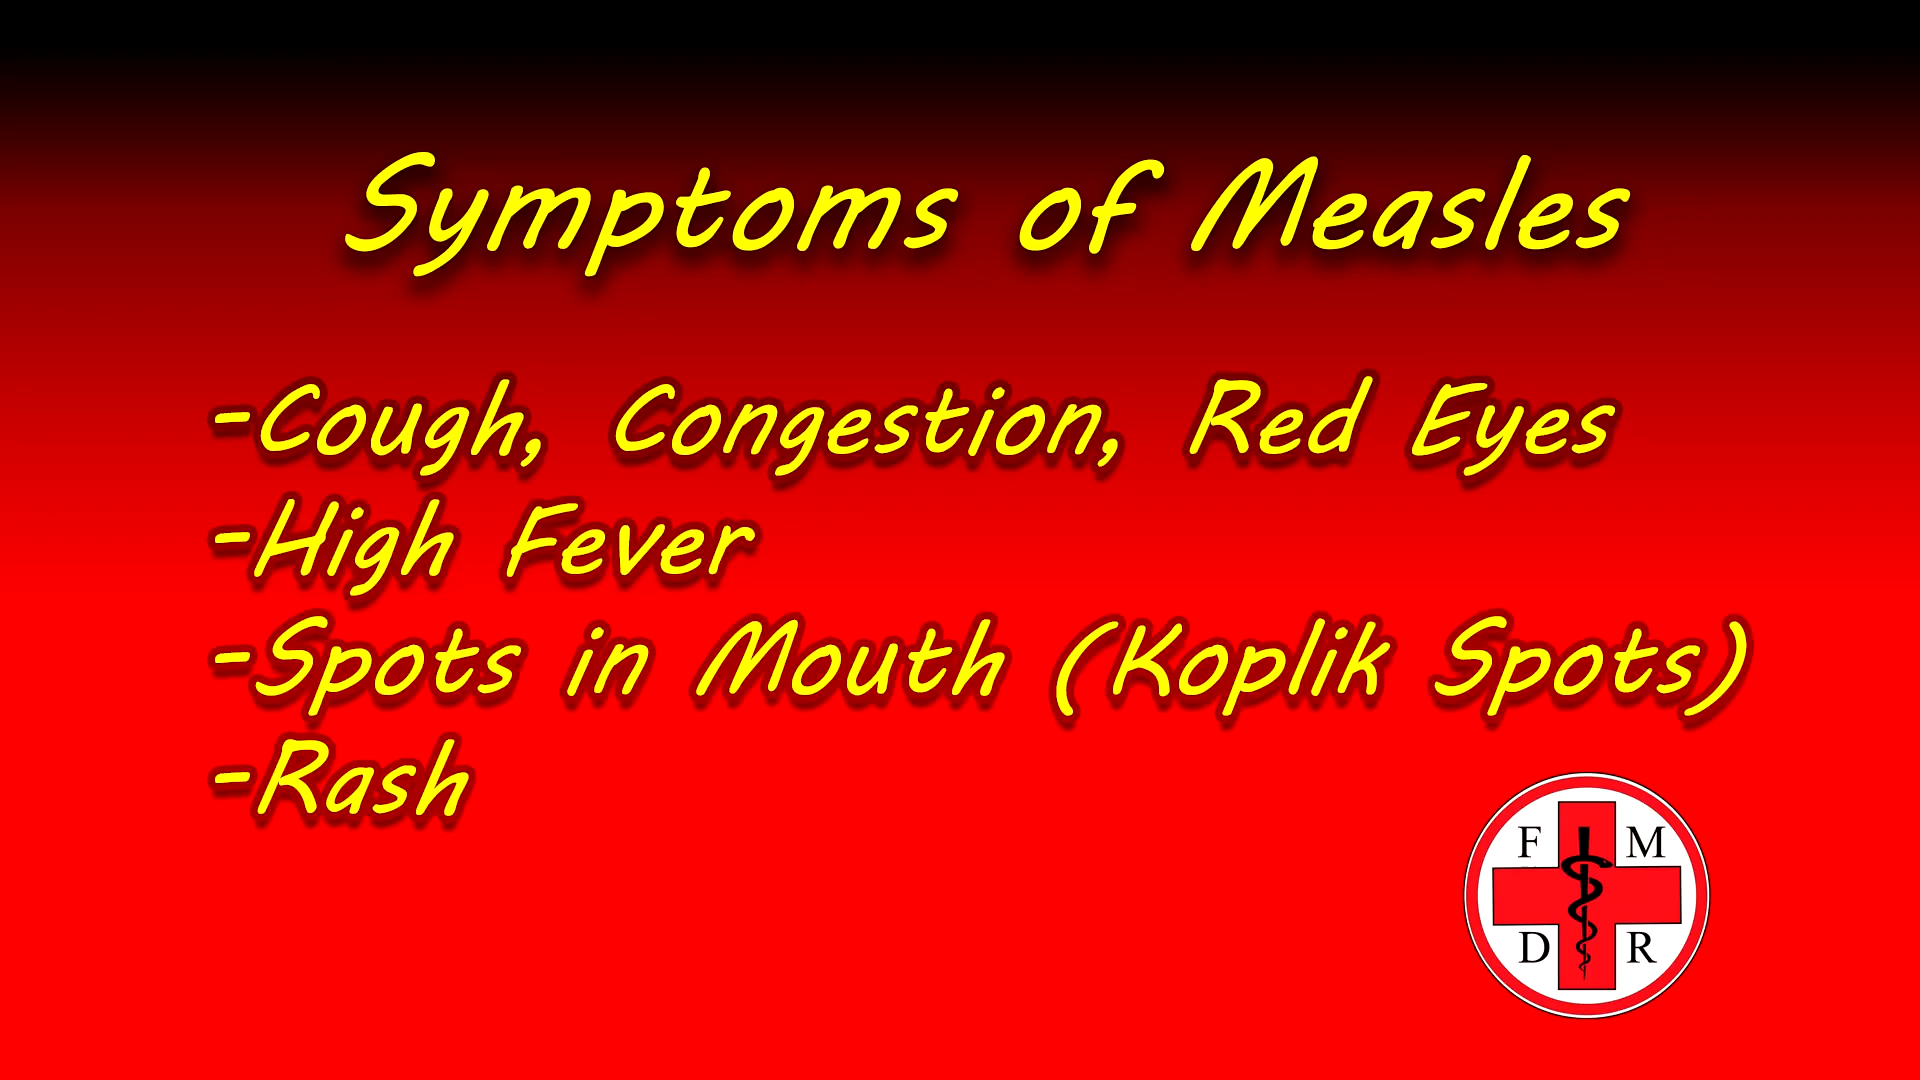 Symptoms of Measles
-Cough, Congestion, Red Eyes
-High Fever
-Spots in Mouth (Koplik Spots)
-Rash
F M
D R